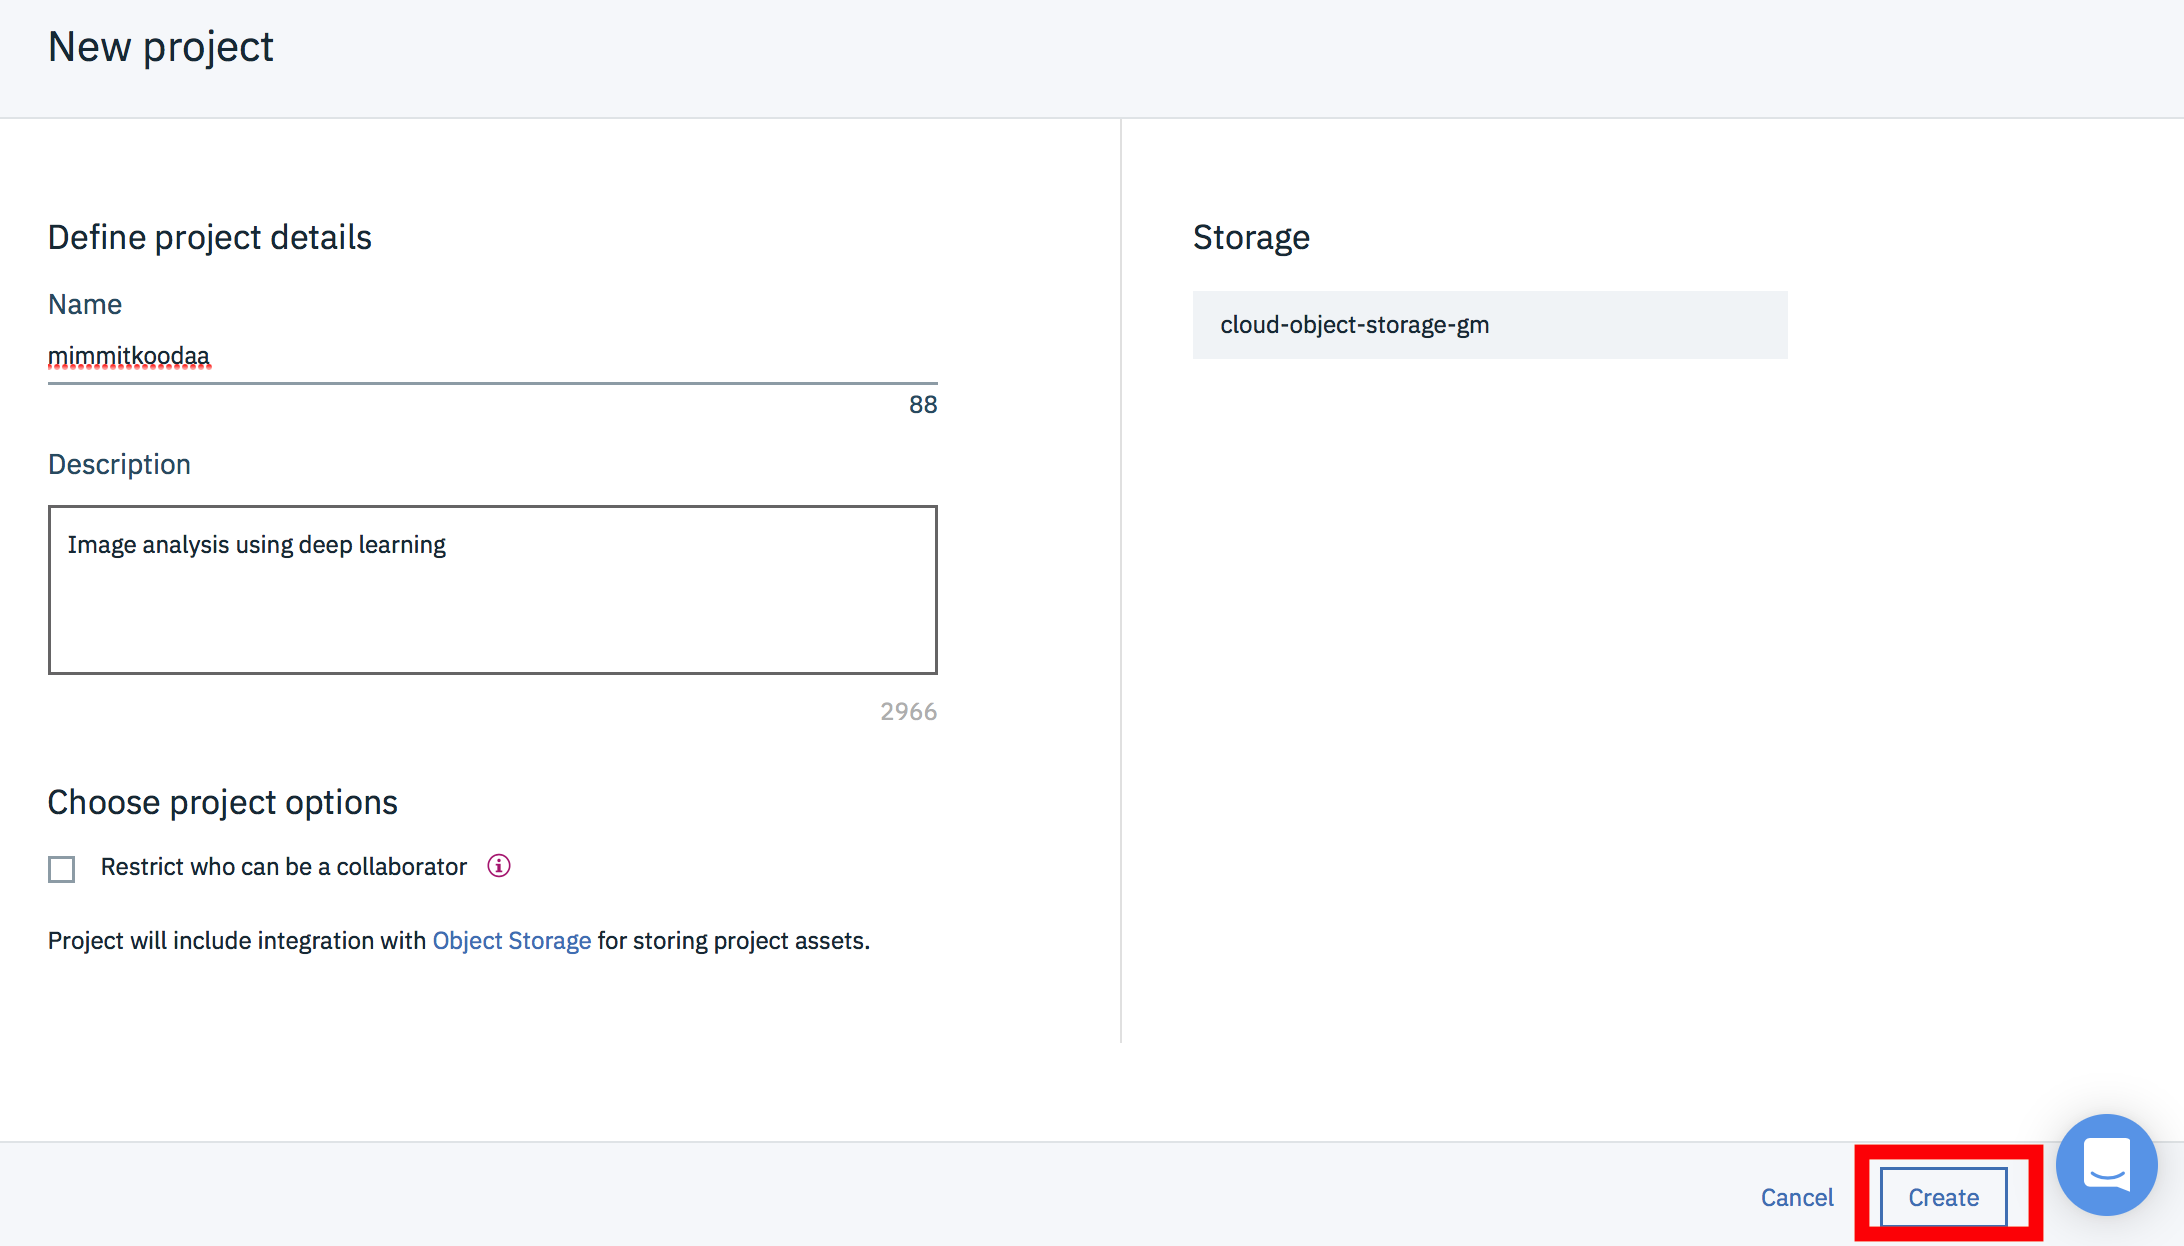 New project
Define project details
Name
mimmitkoodaa
88
Description
Image analysis using deep learning
2966
Choose project options
Restrict who can be a collaborator
Project will include integration with Object Storage for storing project assets.
Storage
cloud-object-storage-gm
Cancel
Create